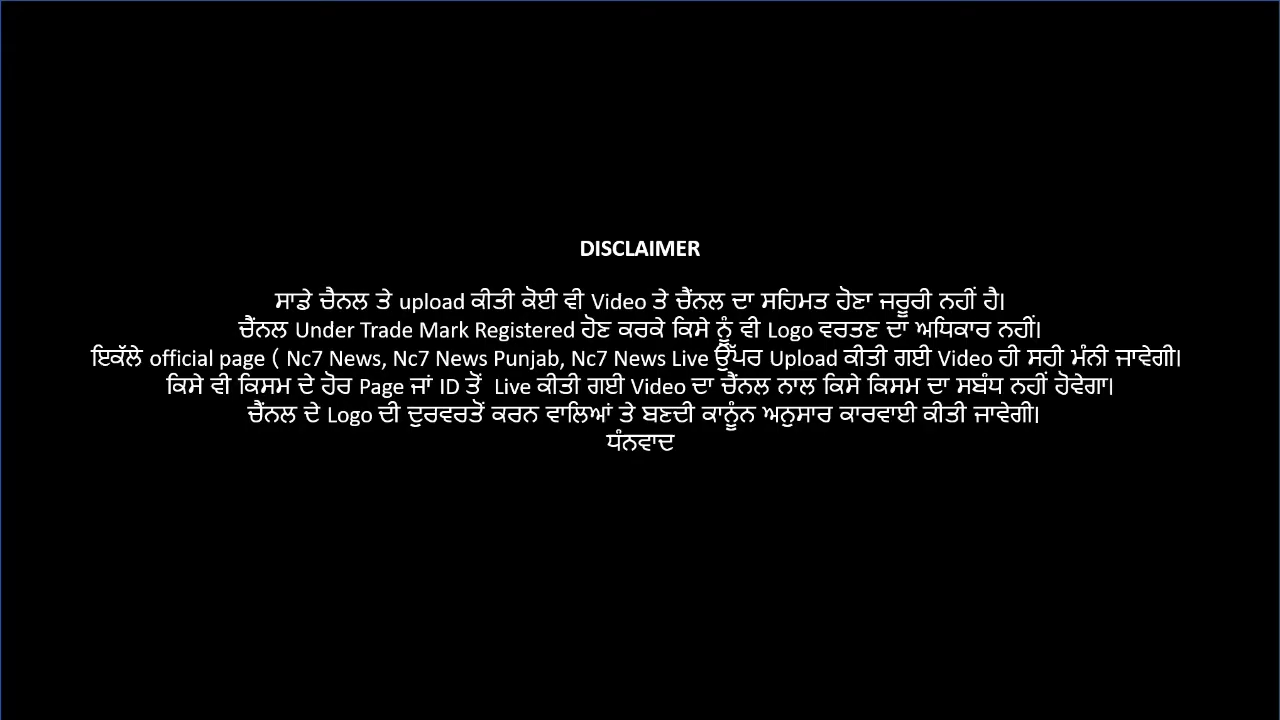 DISCLAIMER
ਸਾਡੇ ਚੈਨਲ ਤੇ upload ਕੀਤੀ ਕੋਈ ਵੀ Video ਤੇ ਚੈਂਨਲ ਦਾ ਸਹਿਮਤ ਹੋਣਾ ਜਰੂਰੀ ਨਹੀਂ ਹੈ।
ਚੈਂਨਲ Under Trade Mark Registered ਹੋਣ ਕਰਕੇ ਕਿਸੇ ਨੂੰ ਵੀ Logo ਵਰਤਣ ਦਾ ਅਧਿਕਾਰ ਨਹੀਂ।
ਇਕੱਲੇ official page ( Nc7 News, Nc7 News Punjab, Nc7 News Live ਉੱਪਰ Upload ਕੀਤੀ ਗਈ Video ਹੀ ਸਹੀ ਮੰਨੀ ਜਾਵੇਗੀ।
ਕਿਸੇ ਵੀ ਕਿਸਮ ਦੇ ਹੋਰ Page ਜਾਂ ID ਤੋਂ Live ਕੀਤੀ ਗਈ Video ਦਾ ਚੈਂਨਲ ਨਾਲ ਕਿਸੇ ਕਿਸਮ ਦਾ ਸਬੰਧ ਨਹੀਂ ਹੋਵੇਗਾ।
ਚੈਂਨਲ ਦੇ Logo ਦੀ ਦੁਰਵਰਤੋਂ ਕਰਨ ਵਾਲਿਆਂ ਤੇ ਬਣਦੀ ਕਾਨੂੰਨ ਅਨੁਸਾਰ ਕਾਰਵਾਈ ਕੀਤੀ ਜਾਵੇਗੀ।
ਧੰਨਵਾਦ